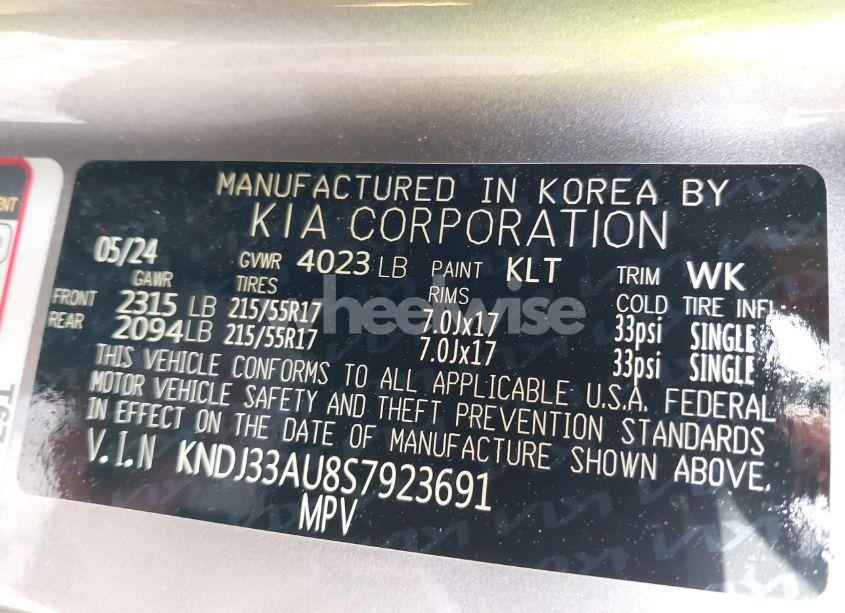 MANUFACTURED IN KOREA BY
KIA CORPORATION
05/24 GVWR 4023 LB PAINT KLT TRIM WK
GAWR TIRES RIMS COLD TIRE INFL.
FRONT 2315 LB 215/55R17 7.0Jx17 33psi SINGLE
REAR 2094 LB 215/55R17 7.0Jx17 33psi SINGLE
THIS VEHICLE CONFORMS TO ALL APPLICABLE U.S.A. FEDERAL
MOTOR VEHICLE SAFETY AND THEFT PREVENTION STANDARDS
IN EFFECT ON THE DATE OF MANUFACTURE SHOWN ABOVE.
V.I.N KNDJ33AU8S7923691
MPV